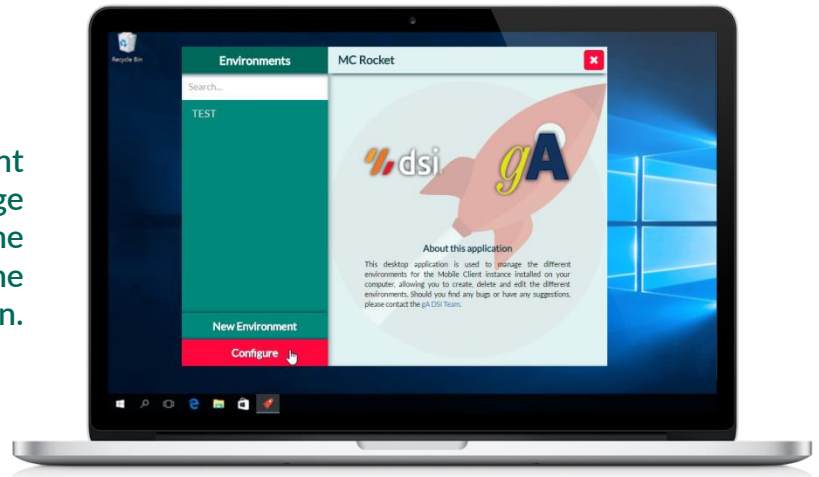 nt
ge
ne
ne
n.
Recycle Bin
Environments
MC Rocket
Search...
TEST
dsi
gA
About this application
This desktop application is used to manage the different
environments for the Mobile Client instance installed on your
computer, allowing you to create, delete and edit the different
environments. Should you find any bugs or have any suggestions,
please contact the gA DSI Team.
New Environment
Configure